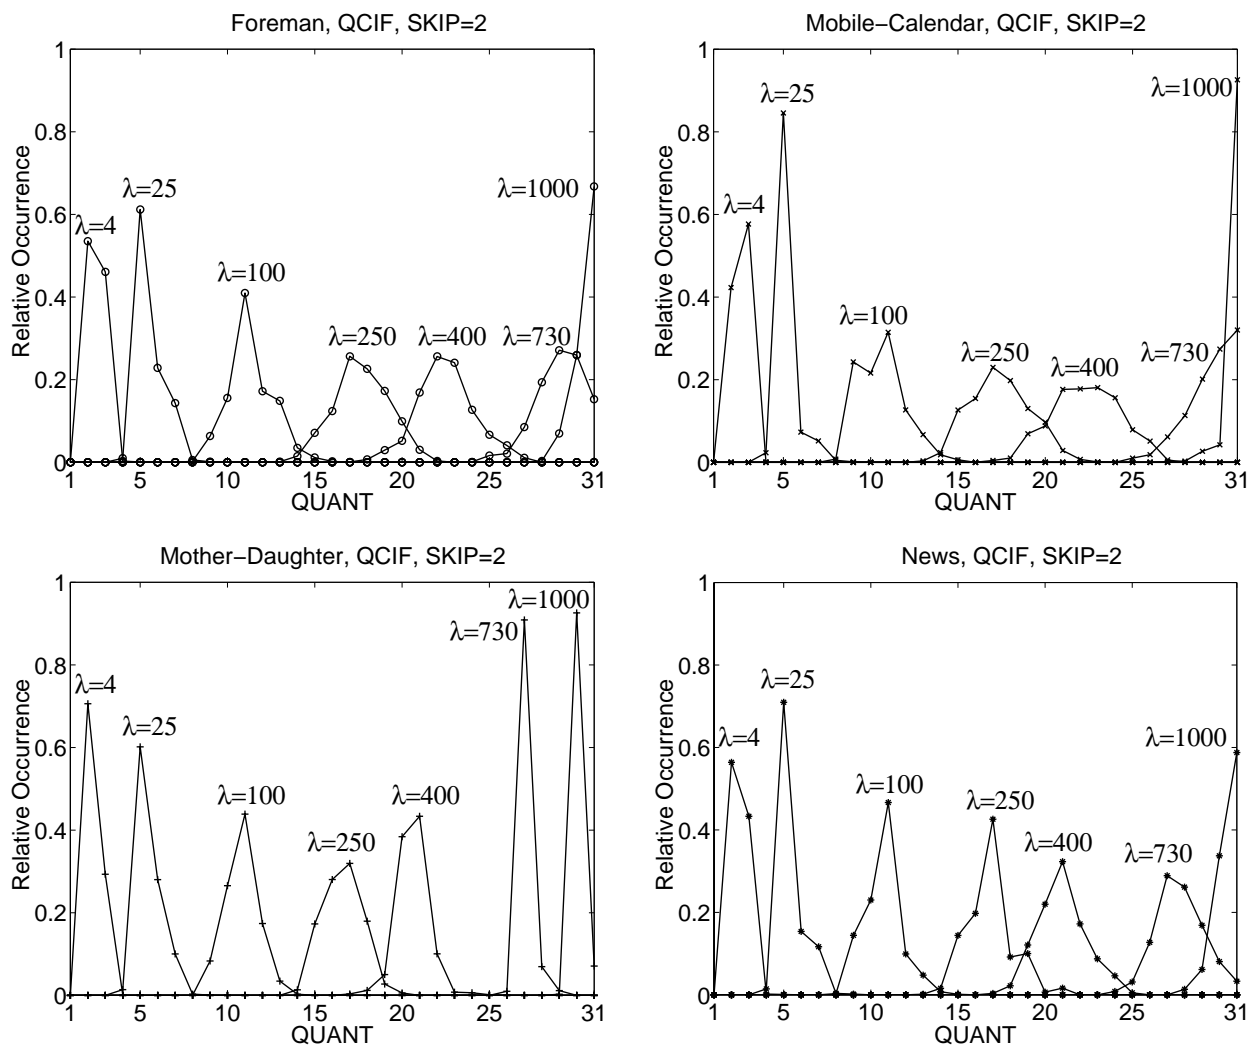 Foreman, QCIF, SKIP=2
1
0.8
0.6
0.4
0.2
0
Relative Occurrence
λ=4
λ=25
λ=100
λ=250
λ=400
λ=730
λ=1000
1 5 10 15 20 25 31
QUANT
Mobile−Calendar, QCIF, SKIP=2
1
0.8
0.6
0.4
0.2
0
Relative Occurrence
λ=4
λ=25
λ=100
λ=250
λ=400
λ=730
λ=1000
1 5 10 15 20 25 31
QUANT
Mother−Daughter, QCIF, SKIP=2
1
0.8
0.6
0.4
0.2
0
Relative Occurrence
λ=4
λ=25
λ=100
λ=250
λ=400
λ=730
λ=1000
1 5 10 15 20 25 31
QUANT
News, QCIF, SKIP=2
1
0.8
0.6
0.4
0.2
0
Relative Occurrence
λ=4
λ=25
λ=100
λ=250
λ=400
λ=730
λ=1000
1 5 10 15 20 25 31
QUANT